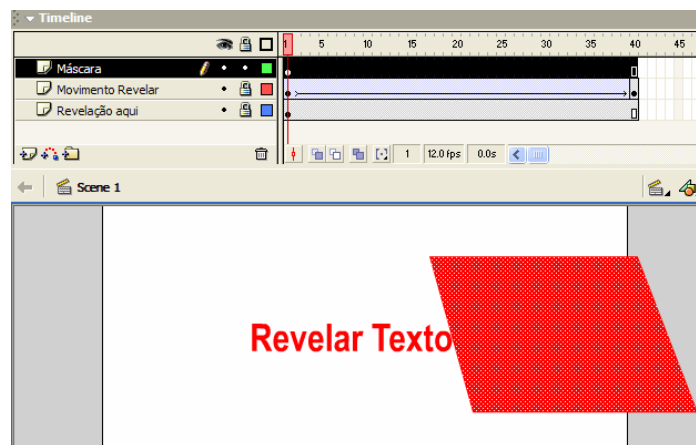 Timeline
1 5 10 15 20 25 30 35 40 45
Máscara
Movimento Revelar
Revelação aqui
1 12.0 fps 0.0s
Scene 1
Revelar Texto